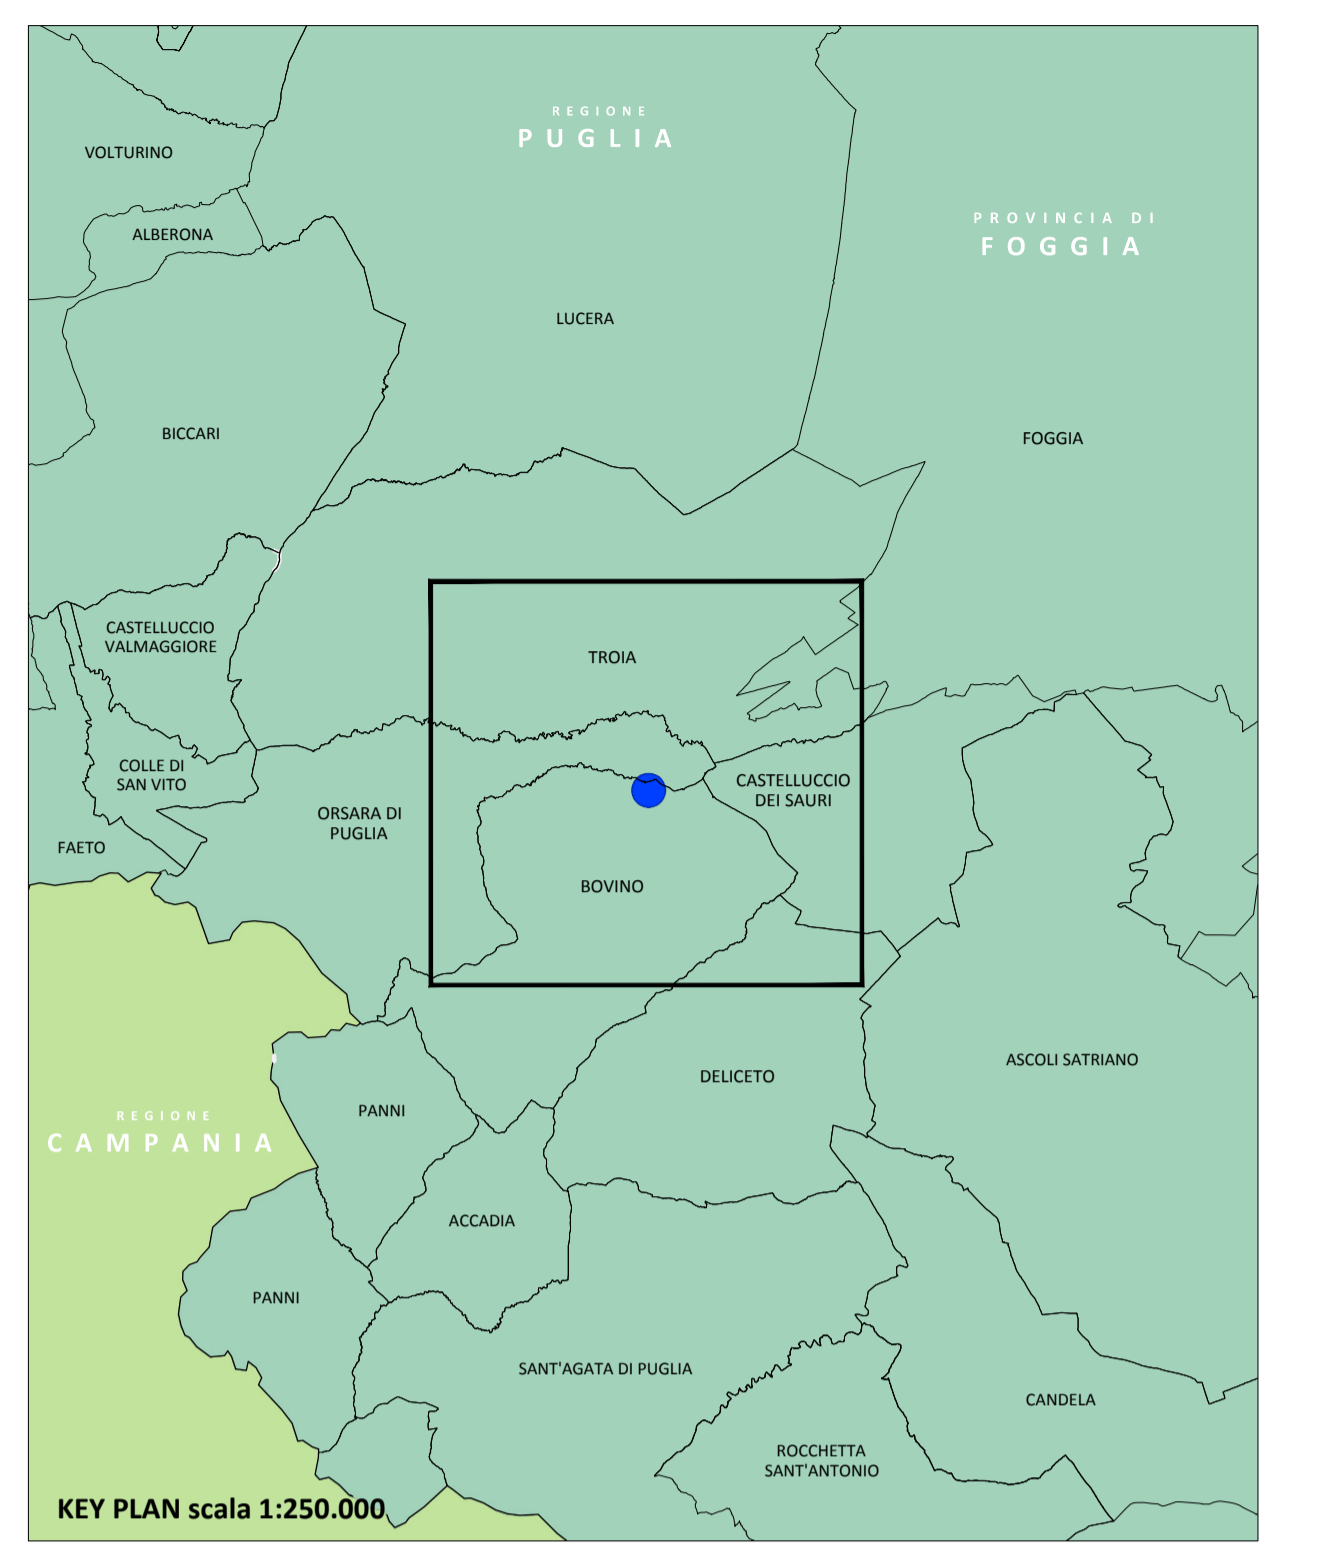 REGIONE
PUGLIA
VOLTURINO
PROVINCIA DI
FOGGIA
ALBERONA
LUCERA
BICCARI
FOGGIA
CASTELLUCCIO
VALMAGGIORE
TROIA
COLLE DI
SAN VITO
CASTELLUCCIO
DEI SAURI
ORSARA DI
PUGLIA
FAETO
BOVINO
ASCOLI SATRIANO
DELICETO
PANNI
REGIONE
CAMPANIA
ACCADIA
PANNI
SANT'AGATA DI PUGLIA
CANDELA
ROCCHETTA
SANT'ANTONIO
KEY PLAN scala 1:250.000